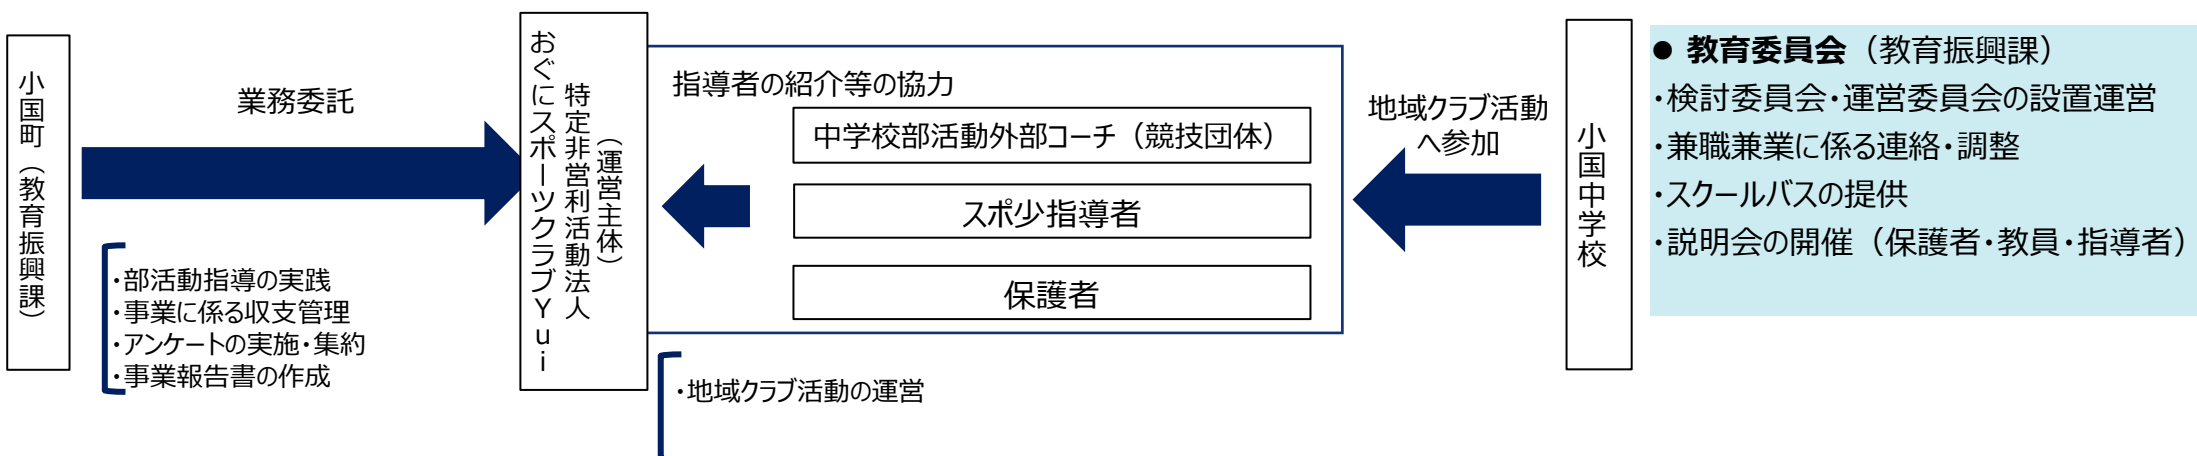 小国町（教育振興課）
業務委託
・部活動指導の実践
・事業に係る収支管理
・アンケートの実施・集約
・事業報告書の作成
（運営主体）
特定非営利活動法人
おぐにスポーツクラブYui
指導者の紹介等の協力
中学校部活動外部コーチ（競技団体）
スポ少指導者
保護者
・地域クラブ活動の運営
地域クラブ活動
へ参加
小国中学校
● 教育委員会（教育振興課）
・検討委員会・運営委員会の設置運営
・兼職兼業に係る連絡・調整
・スクールバスの提供
・説明会の開催（保護者・教員・指導者）